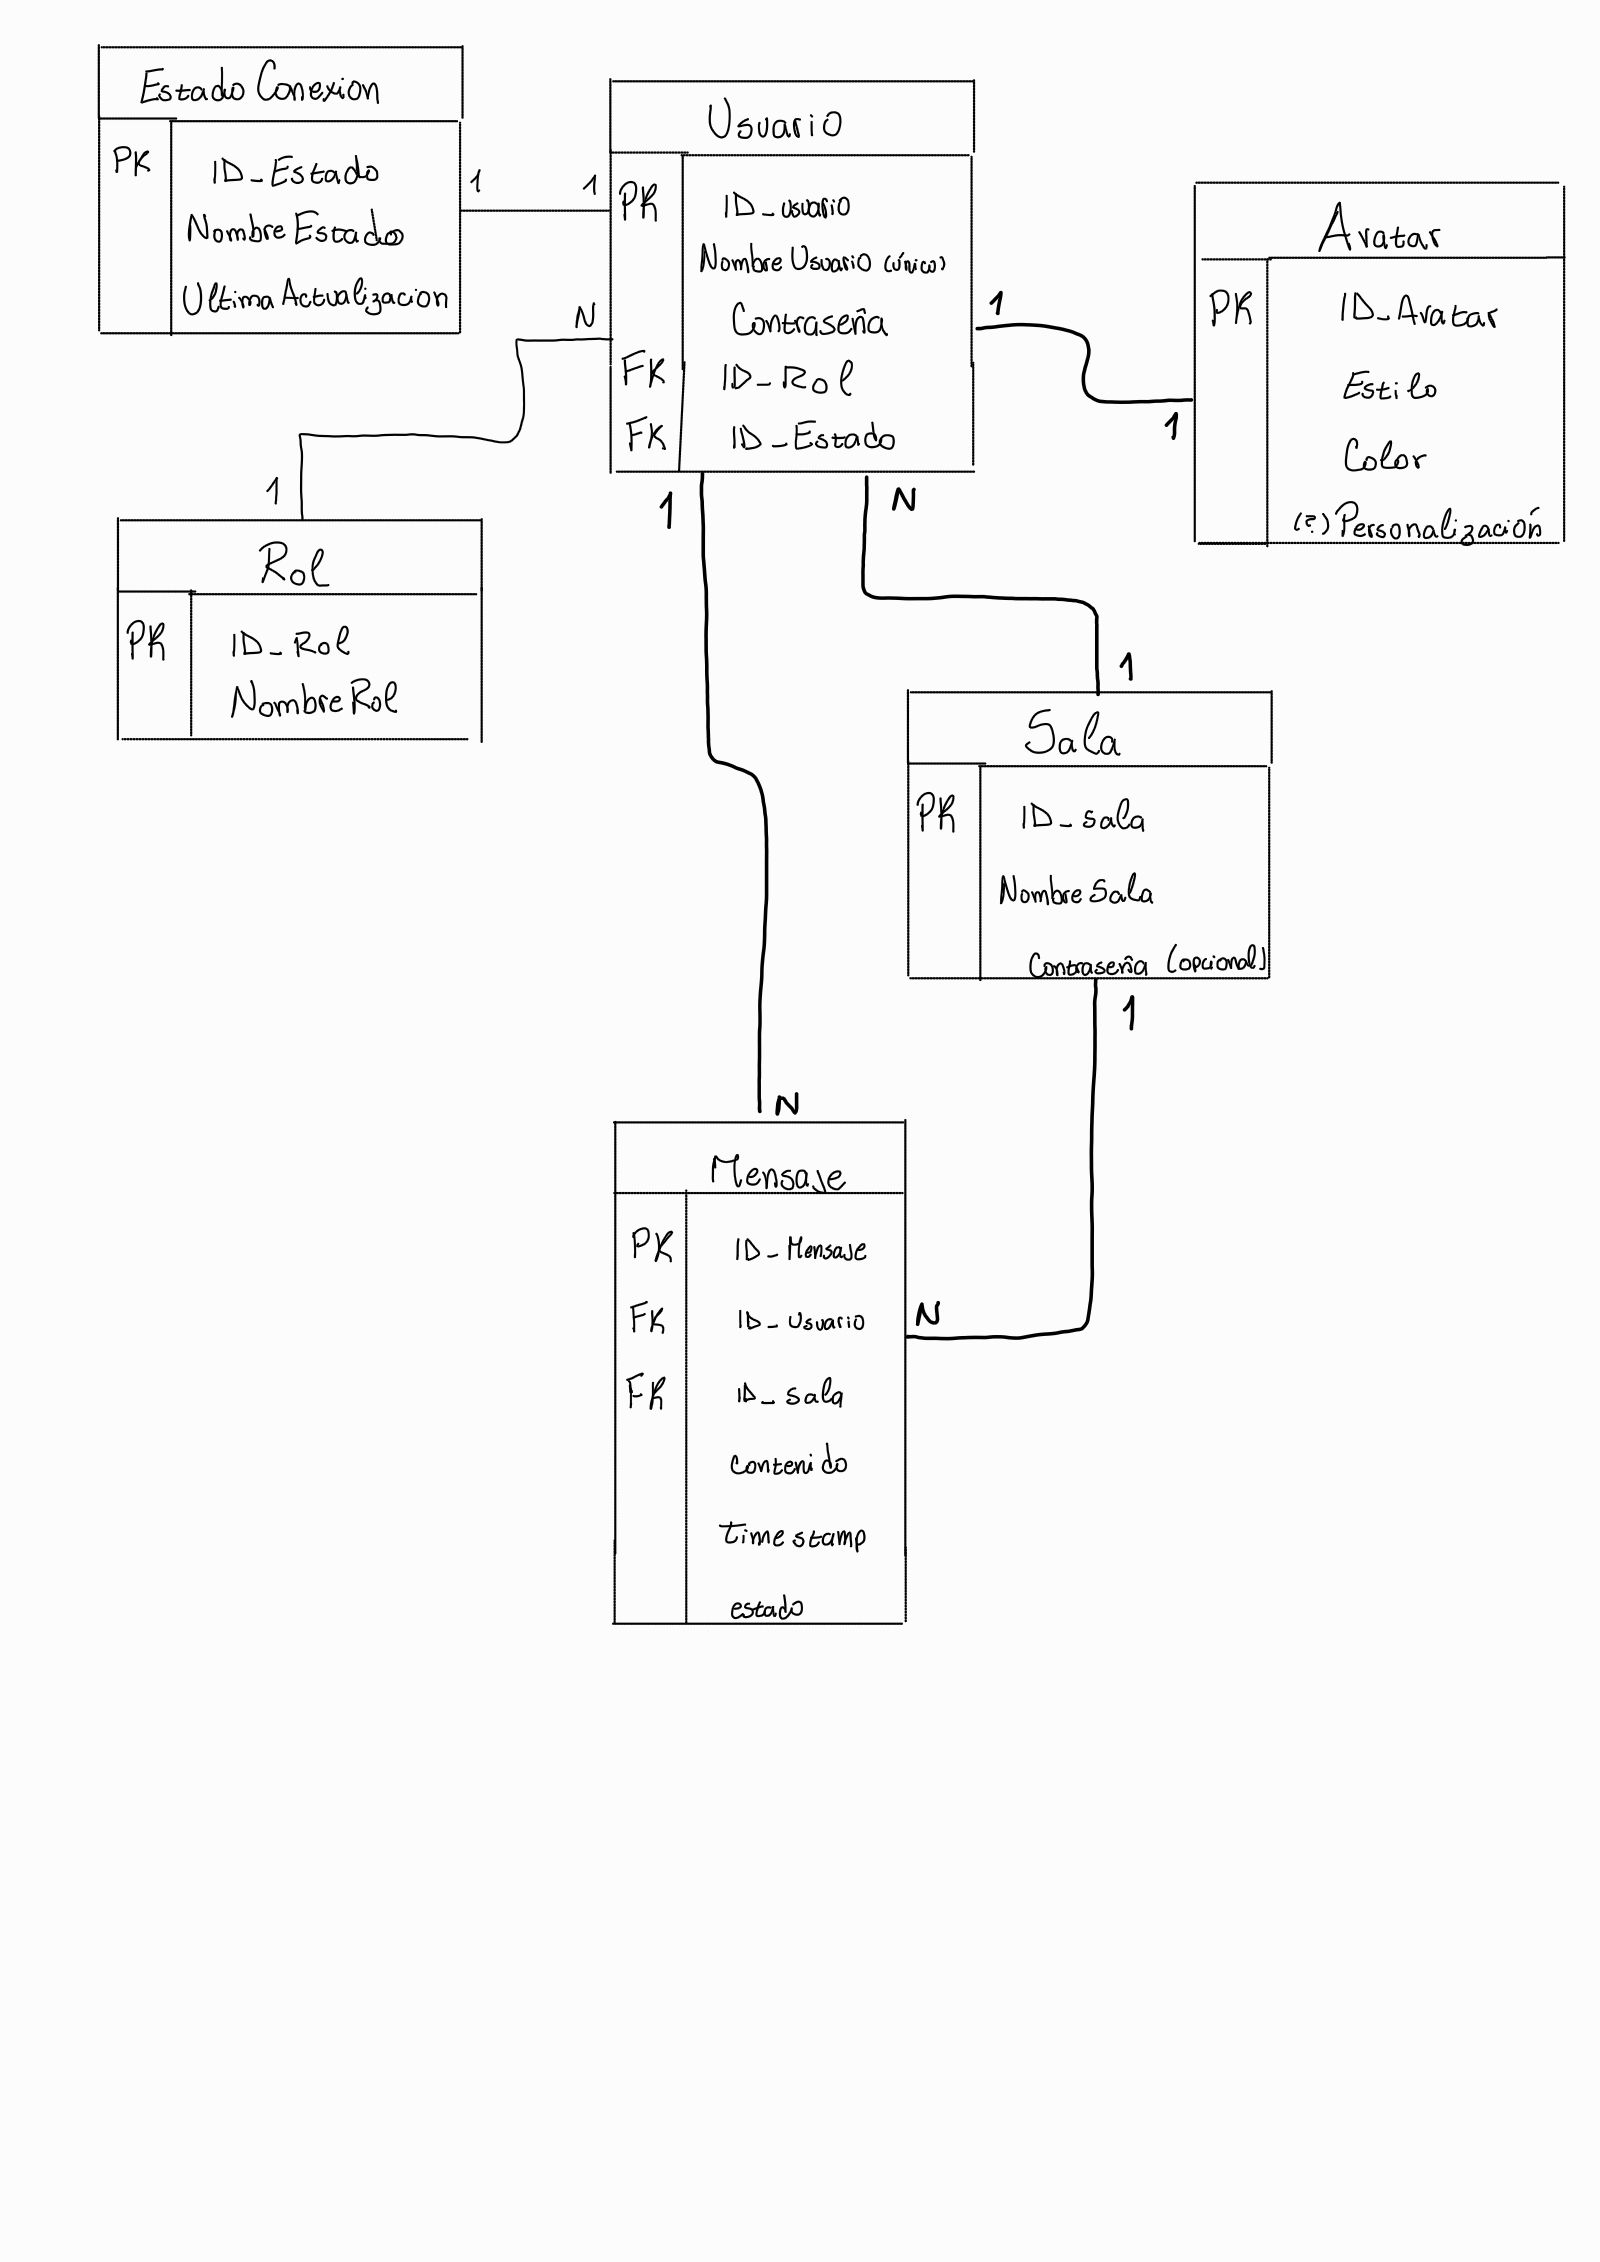 Estado Conexion
PK ID_Estado
Nombre Estado
Ultima Actualizacion
1 1
Usuario
PK ID_usuario
Nombre Usuario (único)
Contraseña
FK ID_Rol
FK ID_Estado
N
1
1
1
Avatar
PK ID_Avatar
Estilo
Color
(?) Personalización
1
Rol
PK ID_Rol
Nombre Rol
N
1
Sala
PK ID_sala
Nombre Sala
Contraseña (opcional)
1
N
Mensaje
PK ID_Mensaje
FK ID_Usuario
FK ID_sala
contenido
timestamp
estado
N